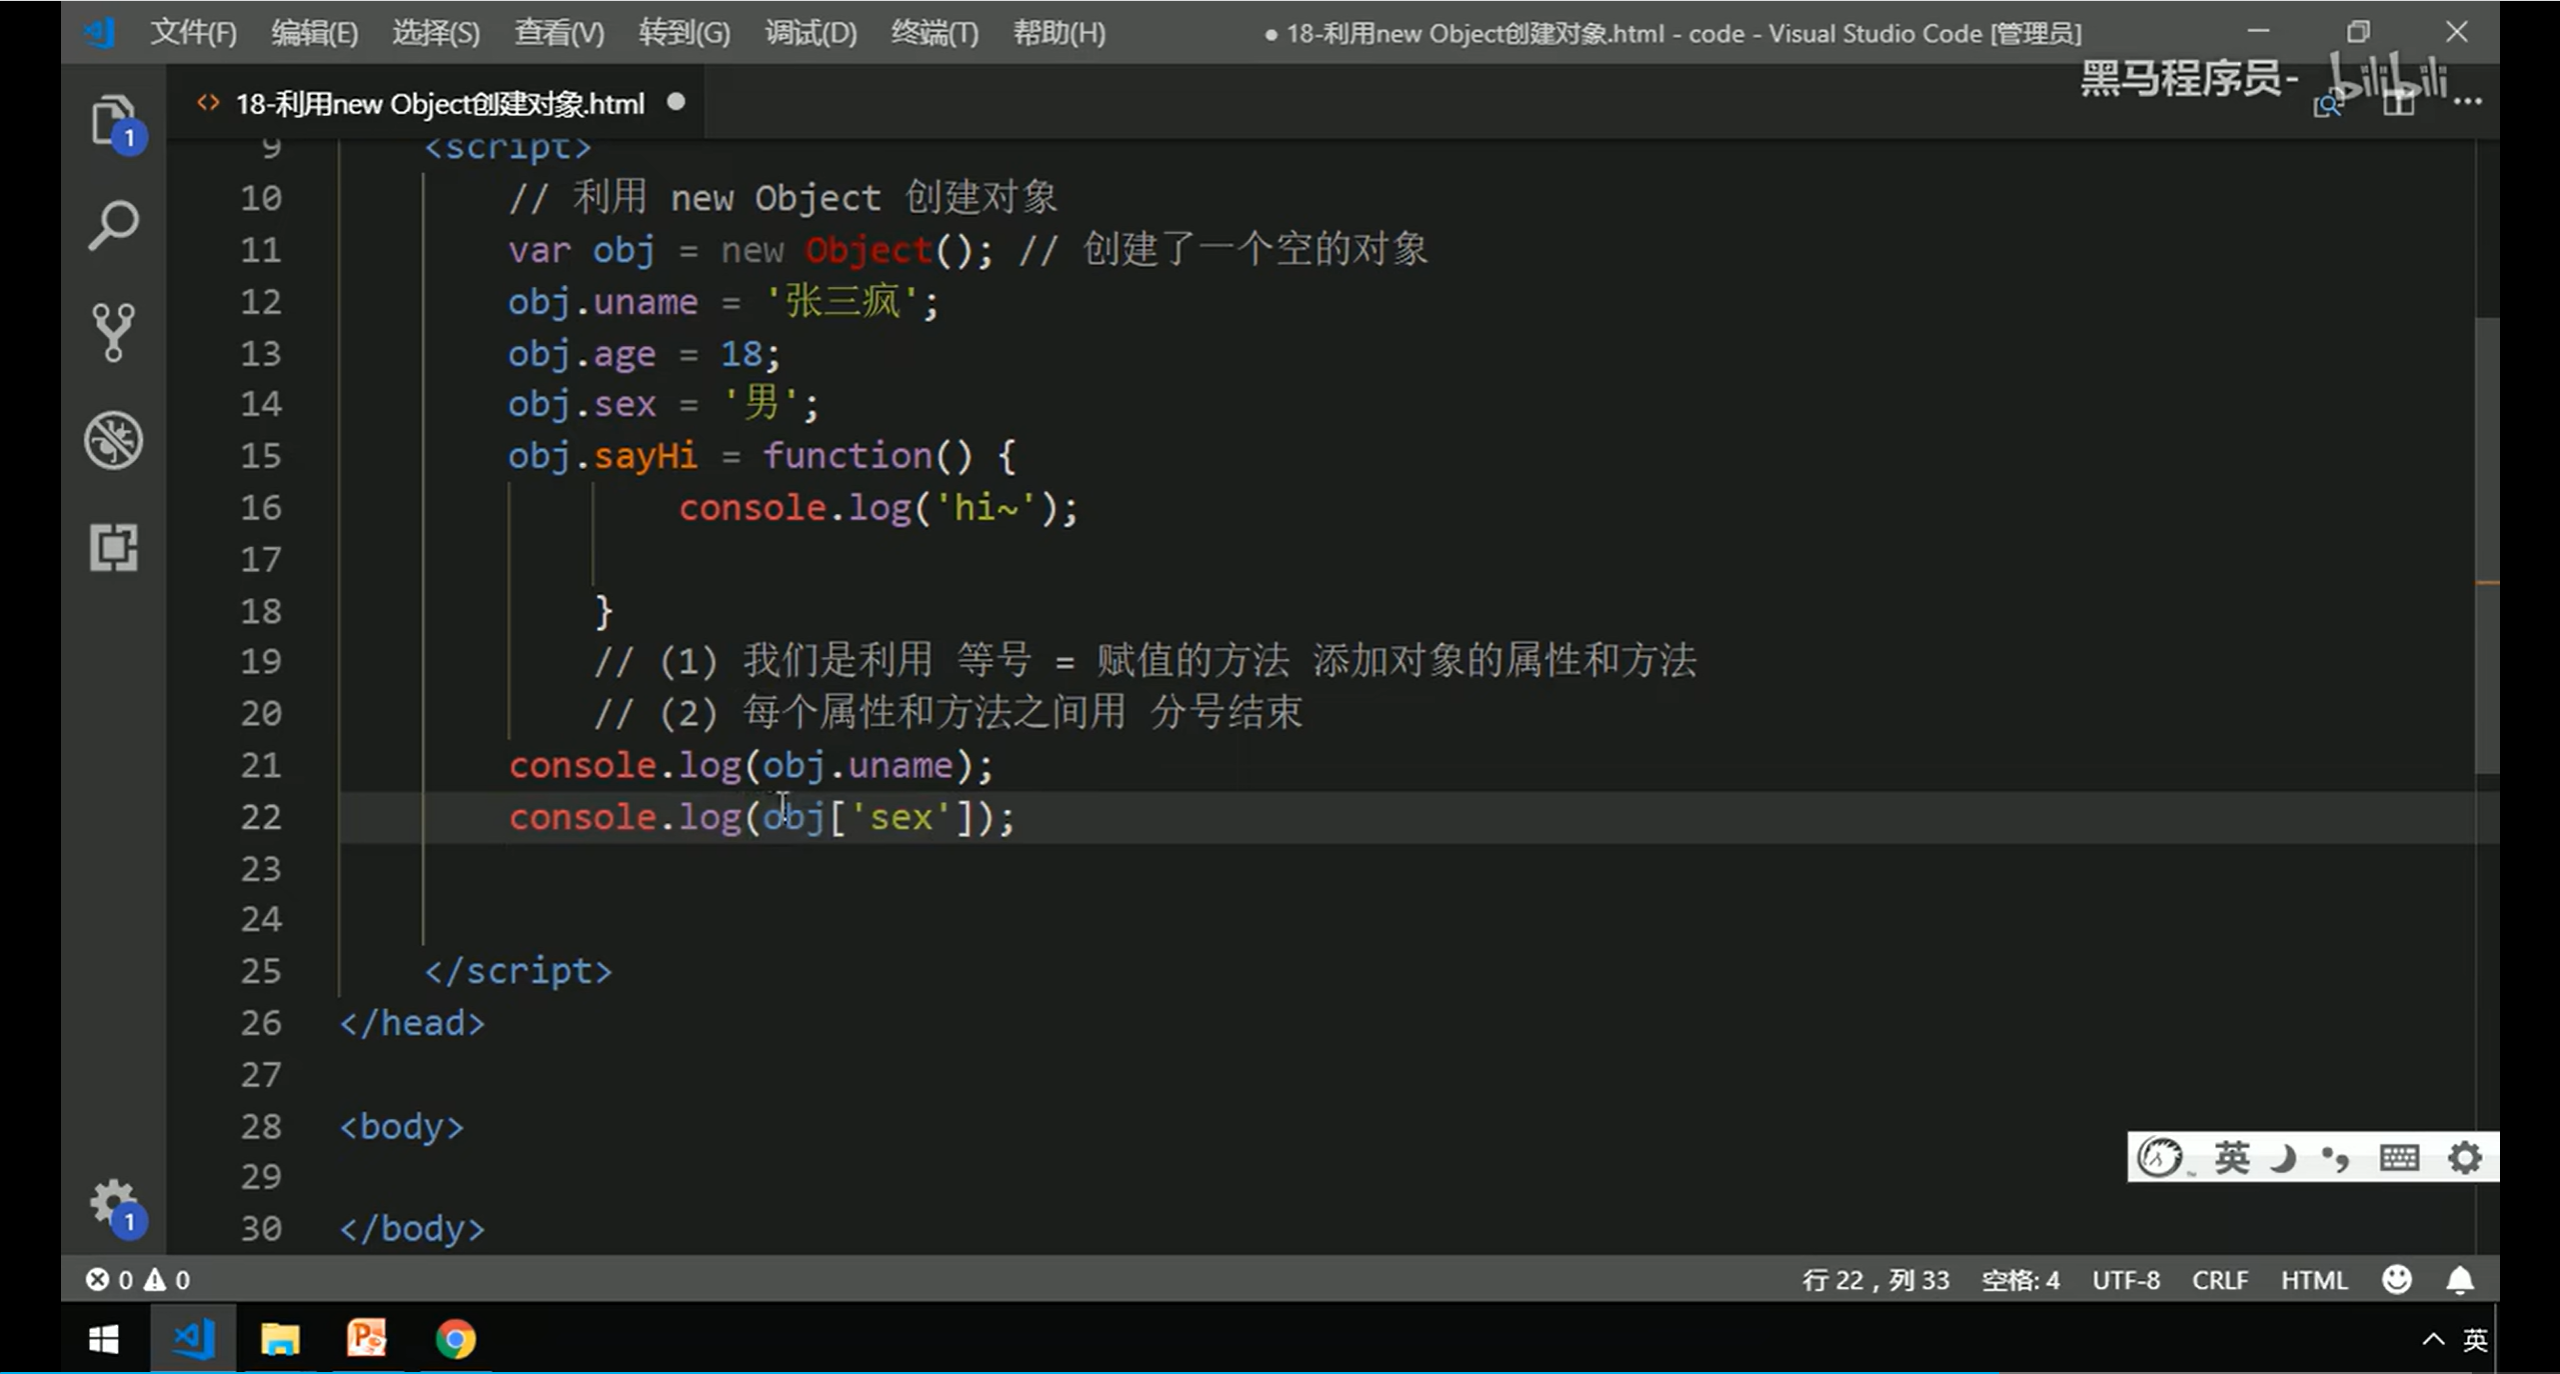 文件(F) 编辑(E) 选择(S) 查看(V) 转到(G) 调试(D) 终端(T) 帮助(H) ● 18-利用new Object创建对象.html - code - Visual Studio Code [管理员]
黑马程序员- bilibili
<> 18-利用new Object创建对象.html ●
1
9 <script>
10 // 利用 new Object 创建对象
11 var obj = new Object(); // 创建了一个空的对象
12 obj.uname = '张三疯';
13 obj.age = 18;
14 obj.sex = '男';
15 obj.sayHi = function() {
16 console.log('hi~');
17
18 }
19 // (1) 我们是利用 等号 = 赋值的方法 添加对象的属性和方法
20 // (2) 每个属性和方法之间用 分号结束
21 console.log(obj.uname);
22 console.log(obj['sex']);
23
24
25 </script>
26 </head>
27
28 <body>
29
30 </body>
英
1
0 0 行 22，列 33 空格: 4 UTF-8 CRLF HTML
英